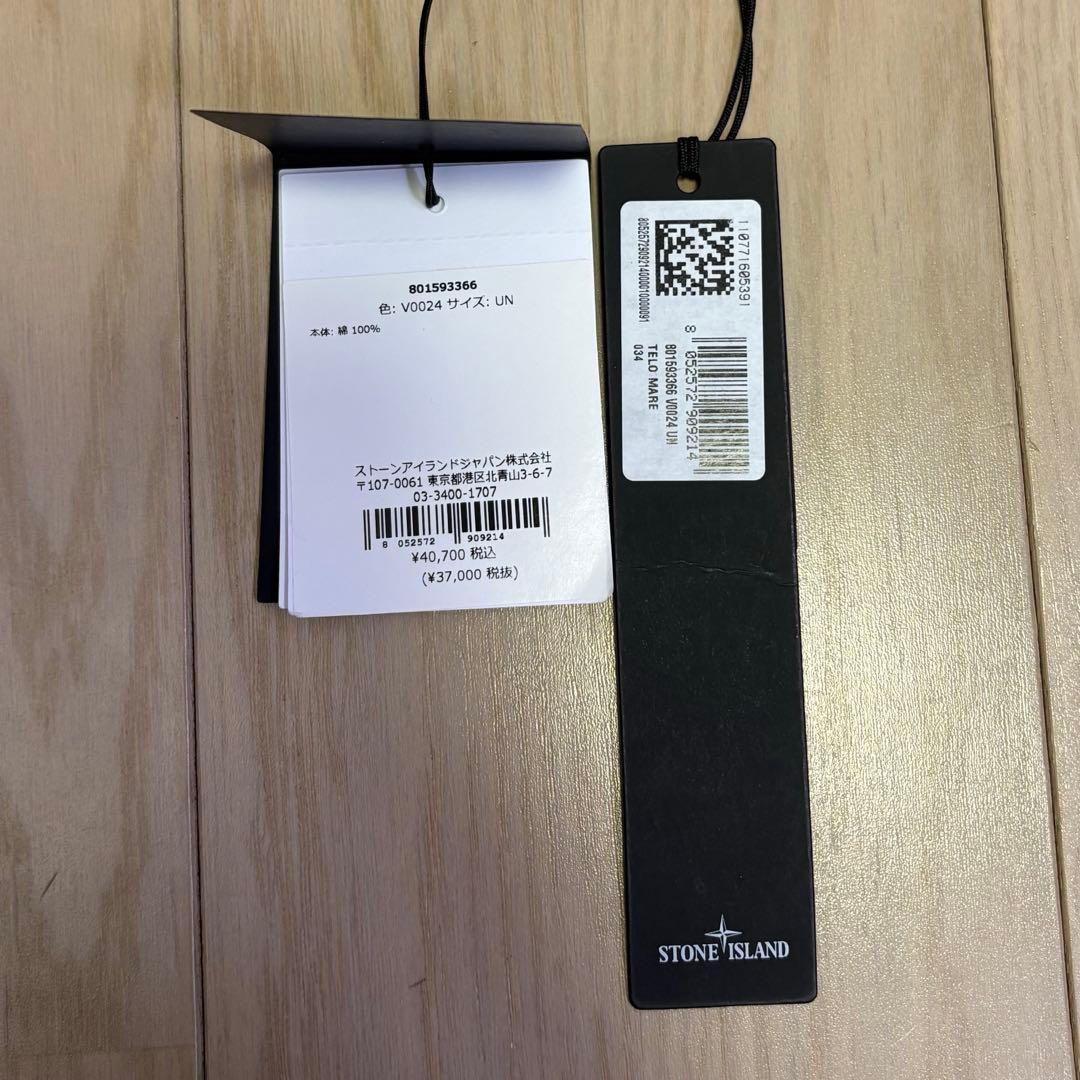 801593366
色: V0024 サイズ: UN
本体: 綿 100%
ストーンアイランドジャパン株式会社
〒107-0061 東京都港区北青山3-6-7
03-3400-1707
8 052572 909214
¥40,700 税込
(¥37,000 税抜)
110771605391
8052572909214000010000091
8 052572 909214
801593366 V0024 UN
TELO MARE
034
STONE ISLAND